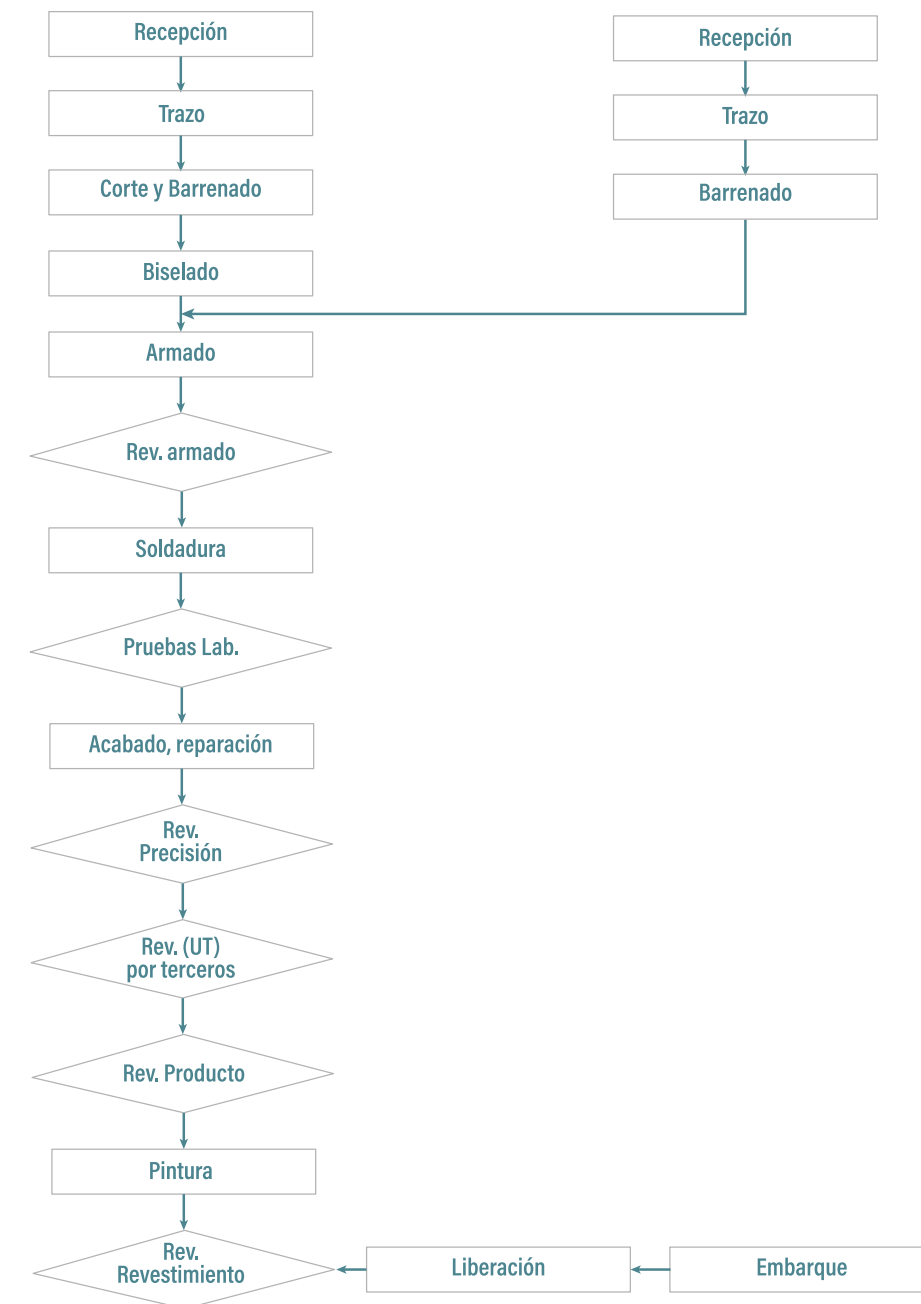 Recepción
Trazo
Corte y Barrenado
Biselado
Recepción
Trazo
Barrenado
Armado
Rev. armado
Soldadura
Pruebas Lab.
Acabado, reparación
Rev.
Precisión
Rev. (UT)
por terceros
Rev. Producto
Pintura
Rev.
Revestimiento
Liberación
Embarque